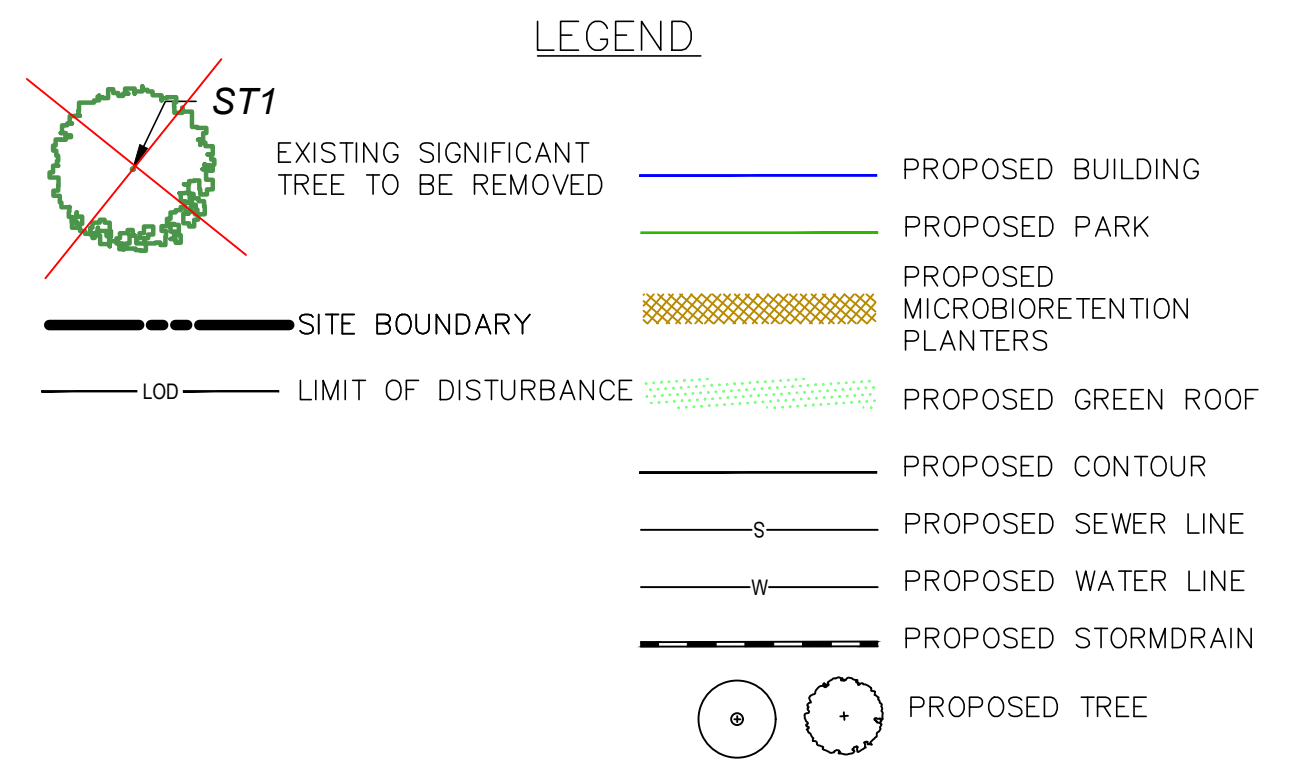 LEGEND
ST1
EXISTING SIGNIFICANT
TREE TO BE REMOVED
SITE BOUNDARY
LOD
LIMIT OF DISTURBANCE
PROPOSED BUILDING
PROPOSED PARK
PROPOSED
MICROBIORETENTION
PLANTERS
PROPOSED GREEN ROOF
PROPOSED CONTOUR
S
PROPOSED SEWER LINE
W
PROPOSED WATER LINE
PROPOSED STORMDRAIN
PROPOSED TREE